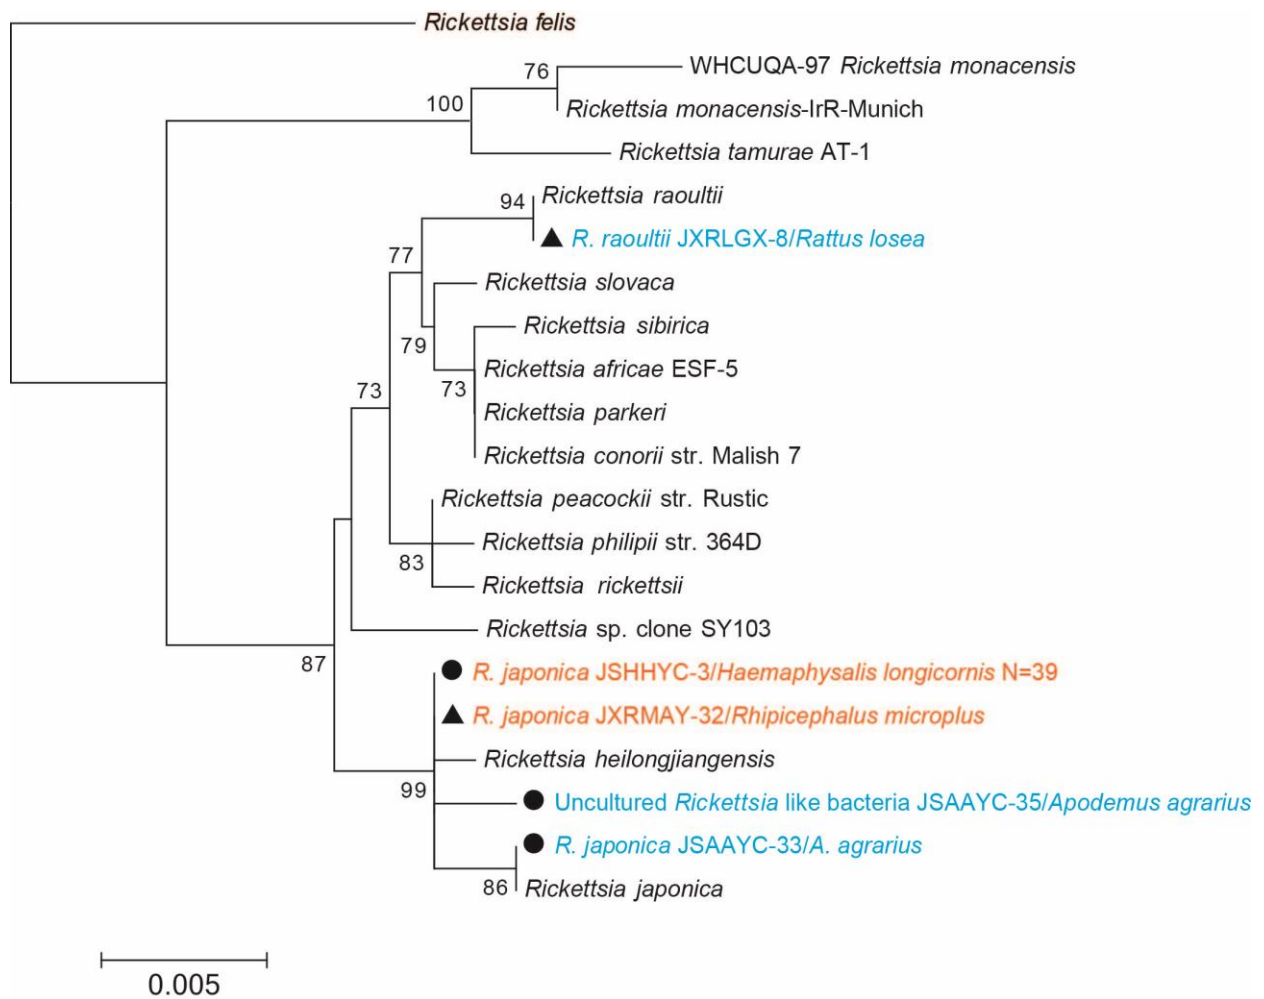 Rickettsia felis
WHCUQA-97 Rickettsia monacensis
76
100
Rickettsia monacensis-IrR-Munich
Rickettsia tamurae AT-1
Rickettsia raoultii
94
R. raoultii JXRLGX-8/Rattus losea
77
Rickettsia slovaca
Rickettsia sibirica
79
Rickettsia africae ESF-5
73
73
Rickettsia parkeri
Rickettsia conorii str. Malish 7
Rickettsia peacockii str. Rustic
Rickettsia philipii str. 364D
83
Rickettsia rickettsii
Rickettsia sp. clone SY103
87
R. japonica JSHHYC-3/Haemaphysalis longicornis N=39
R. japonica JXRMAY-32/Rhipicephalus microplus
Rickettsia heilongjiangensis
99
Uncultured Rickettsia like bacteria JSAAYC-35/Apodemus agrarius
R. japonica JSAAYC-33/A. agrarius
86
Rickettsia japonica
0.005